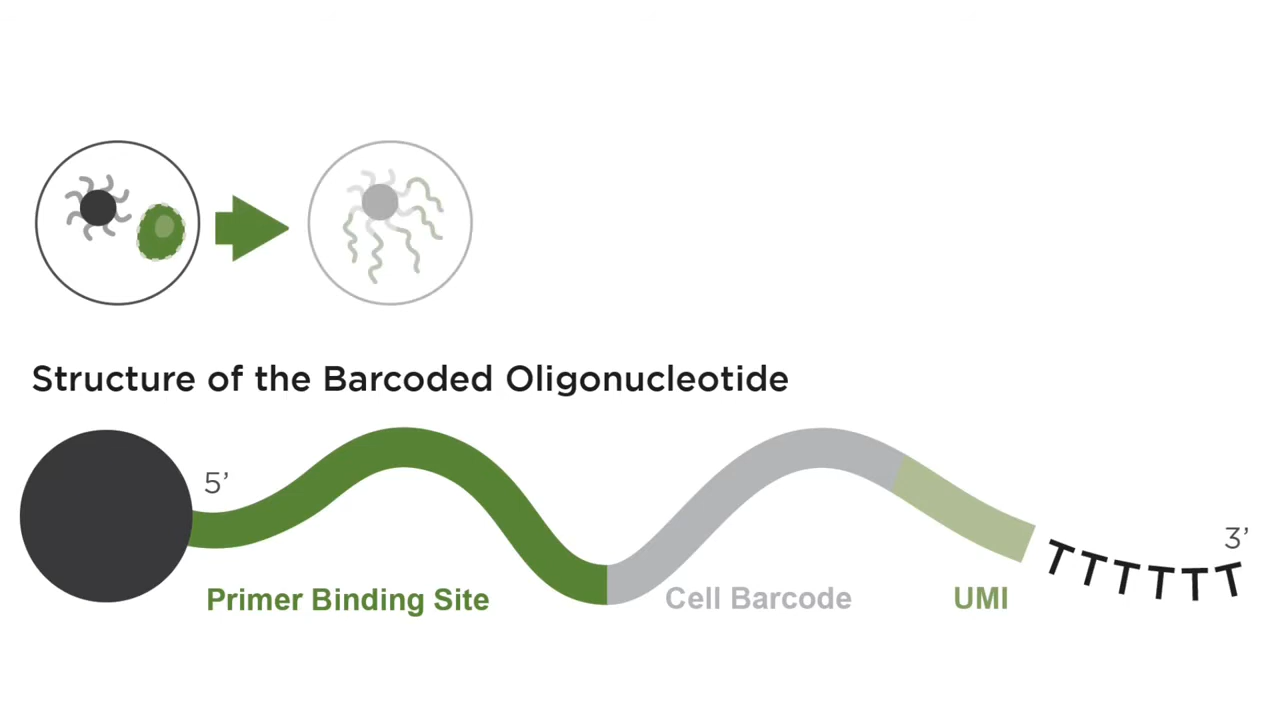 Structure of the Barcoded Oligonucleotide
5’
3’
Primer Binding Site
Cell Barcode
UMI
TTTTTT